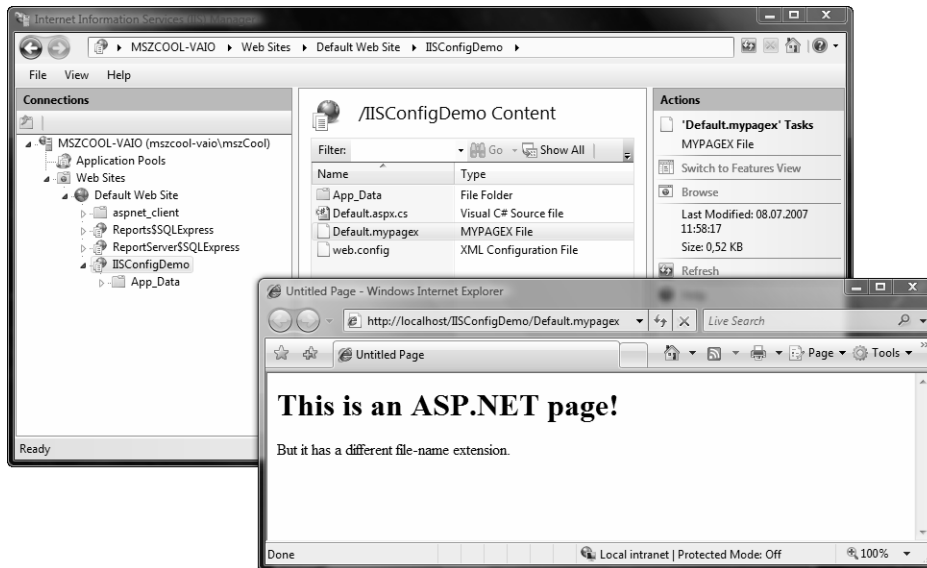 Internet Information Services (IIS) Manager
MSZCOOL-VAIO Web Sites Default Web Site IISConfigDemo
File View Help
Connections
MSZCOOL-VAIO (mszcool-vaio\mszCool)
Application Pools
Web Sites
Default Web Site
aspnet_client
Reports$SQLExpress
ReportServer$SQLExpress
IISConfigDemo
App_Data
Ready
/IISConfigDemo Content
Filter: Go Show All
Name Type
App_Data File Folder
Default.aspx.cs Visual C# Source file
Default.mypagex MYPAGEX File
web.config XML Configuration File
Actions
'Default.mypagex' Tasks
MYPAGEX File
Switch to Features View
Browse
Last Modified: 08.07.2007
11:58:17
Size: 0,52 KB
Refresh
Untitled Page - Windows Internet Explorer
http://localhost/IISConfigDemo/Default.mypagex Live Search
Untitled Page Page Tools
This is an ASP.NET page!
But it has a different file-name extension.
Done Local intranet | Protected Mode: Off 100%